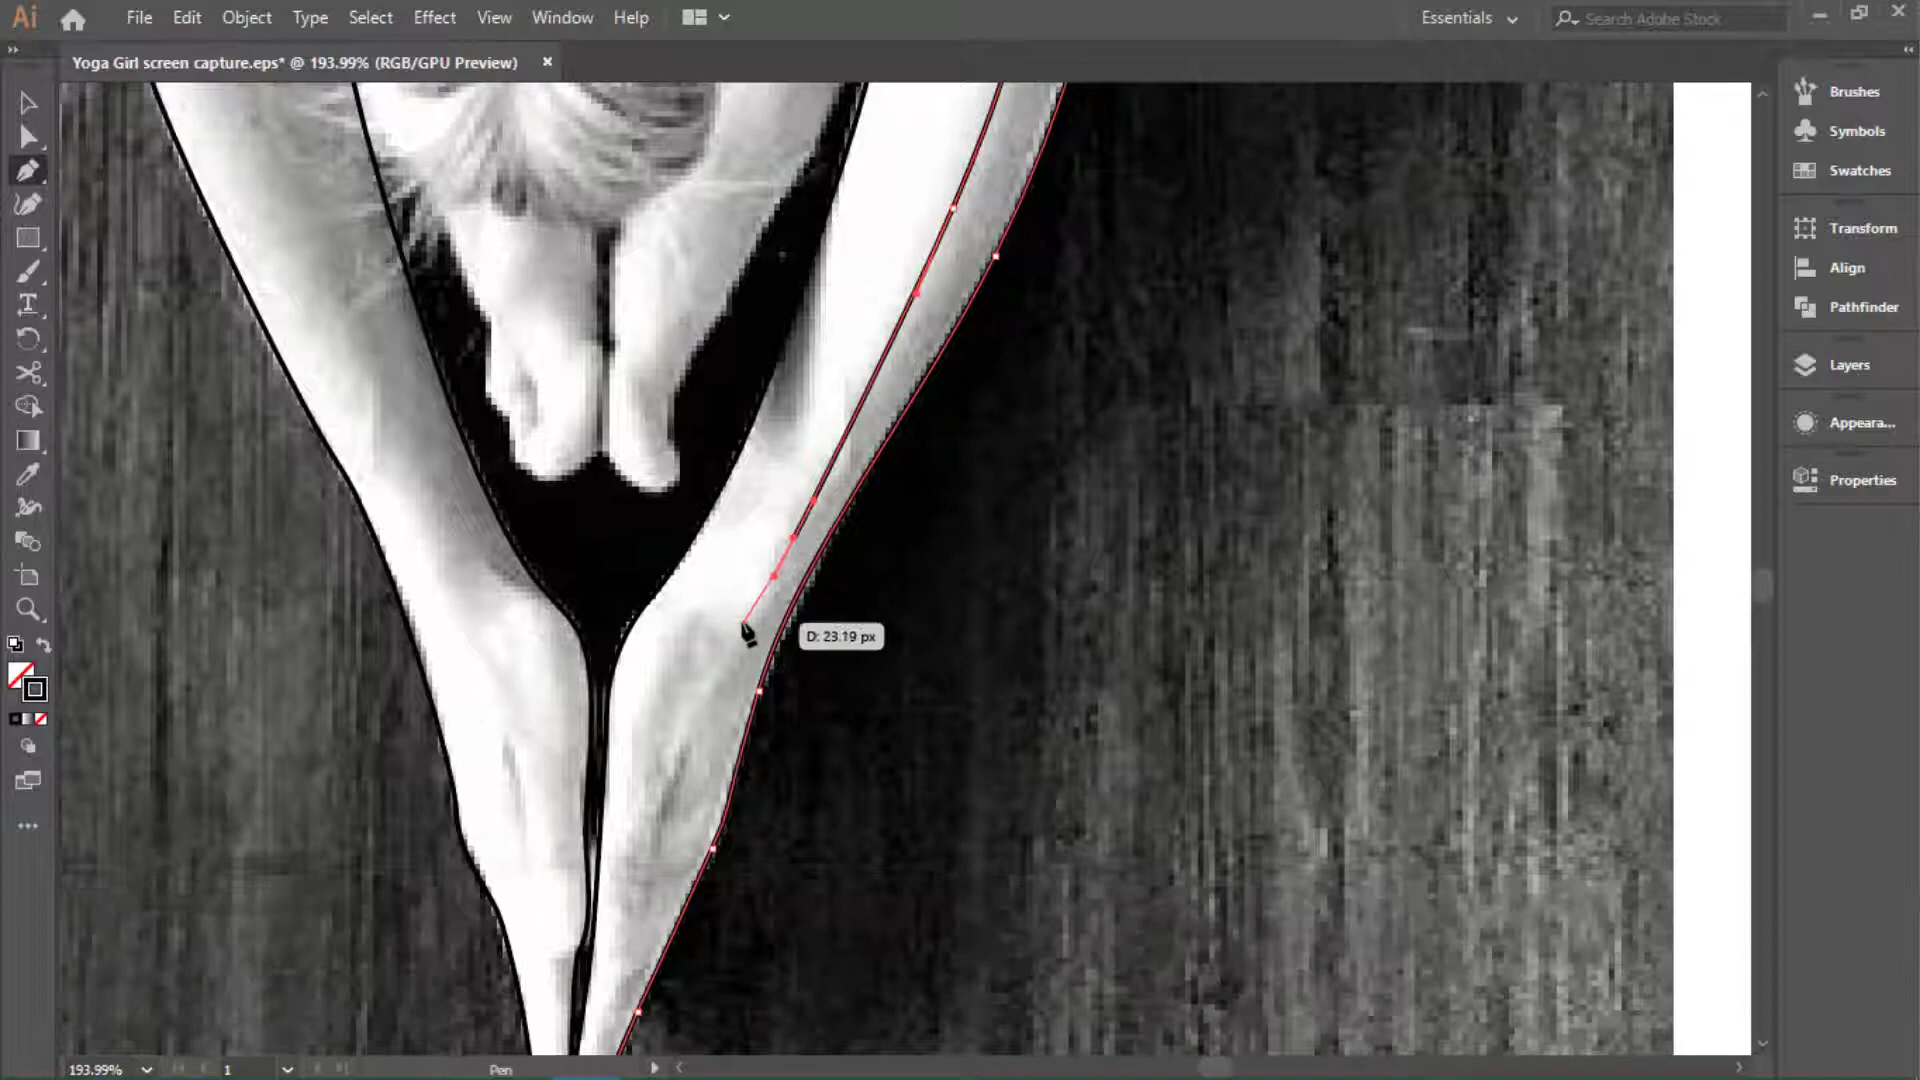 Ai File Edit Object Type Select Effect View Window Help Essentials Search Adobe Stock
Yoga Girl screen capture.eps* @ 193.99% (RGB/GPU Preview)
Brushes
Symbols
Swatches
Transform
Align
Pathfinder
Layers
Appeara...
Properties
D: 23.19 px
193.99% 1 Pen